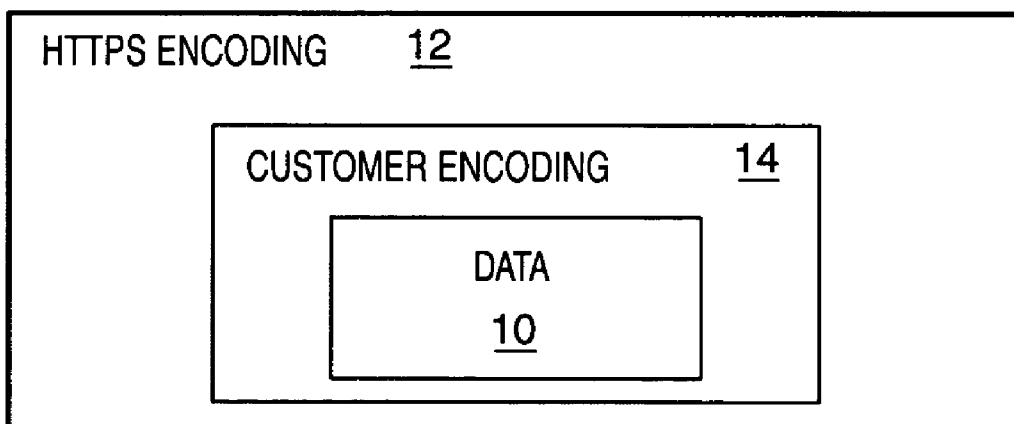 HTTPS ENCODING 12
CUSTOMER ENCODING 14
DATA
10